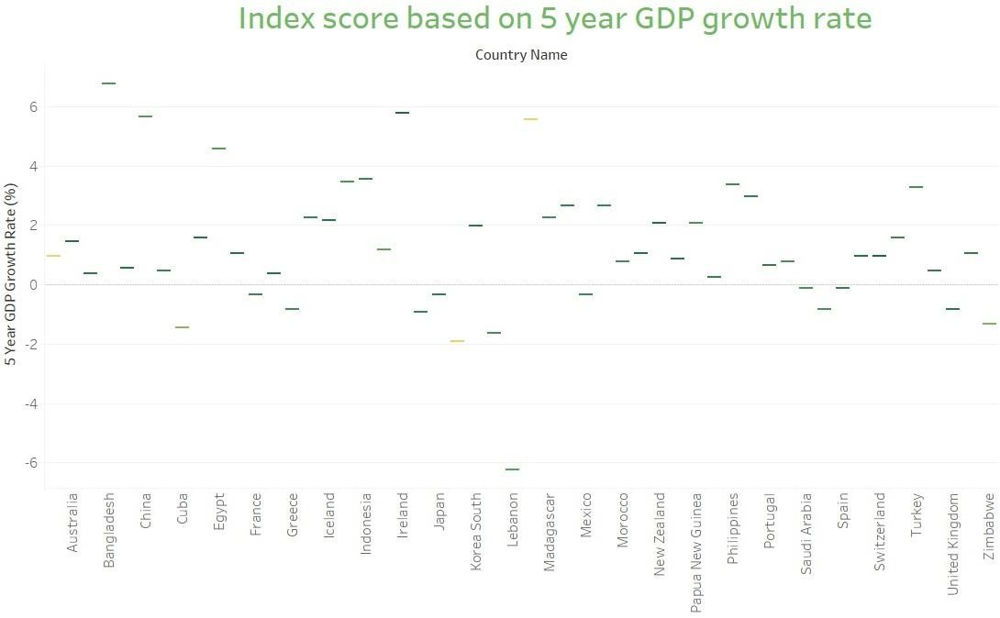 Index score based on 5 year GDP growth rate
Country Name
5 Year GDP Growth Rate (%)
6
4
2
0
-2
-4
-6
Australia
Bangladesh
China
Cuba
Egypt
France
Greece
Iceland
Indonesia
Ireland
Japan
Korea South
Lebanon
Madagascar
Mexico
Morocco
New Zealand
Papua New Guinea
Philippines
Portugal
Saudi Arabia
Spain
Switzerland
Turkey
United Kingdom
Zimbabwe